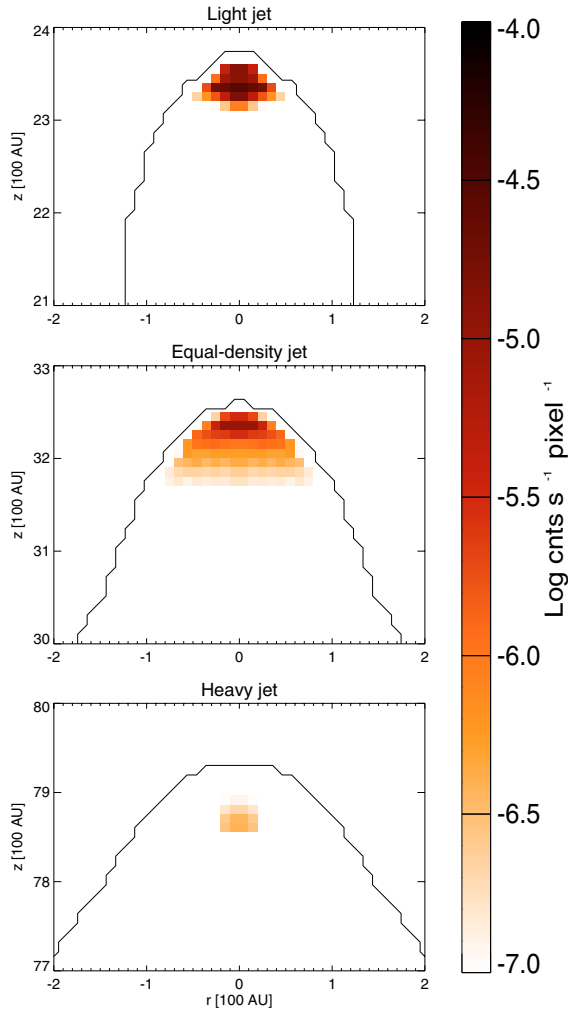 Light jet
24
23
22
21
z [100 AU]
-2 -1 0 1 2
Equal-density jet
33
32
31
30
z [100 AU]
-2 -1 0 1 2
Heavy jet
80
79
78
77
z [100 AU]
-2 -1 0 1 2
r [100 AU]
-4.0
-4.5
-5.0
-5.5
-6.0
-6.5
-7.0
Log cnts s⁻¹ pixel⁻¹